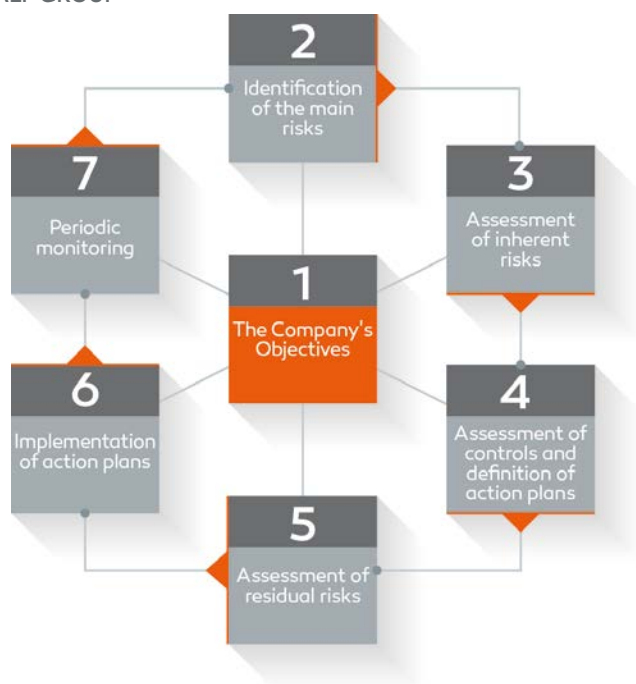 2
Identification
of the main
risks
3
Assessment
of inherent
risks
7
Periodic
monitoring
1
The Company's
Objectives
4
Assessment of
controls and
definition of
action plans
6
Implementation
of action plans
5
Assessment of
residual risks